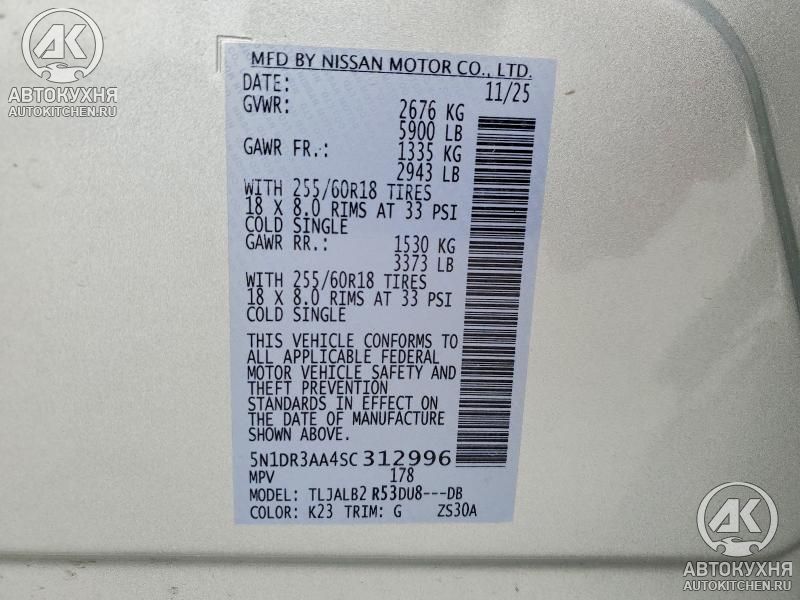 АК
АВТОКУХНЯ
AUTOKITCHEN.RU
MFD BY NISSAN MOTOR CO., LTD.
DATE: 11/25
GVWR: 2676 KG
5900 LB
GAWR FR.: 1335 KG
2943 LB
WITH 255/60R18 TIRES
18 X 8.0 RIMS AT 33 PSI
COLD SINGLE
GAWR RR.: 1530 KG
3373 LB
WITH 255/60R18 TIRES
18 X 8.0 RIMS AT 33 PSI
COLD SINGLE
THIS VEHICLE CONFORMS TO
ALL APPLICABLE FEDERAL
MOTOR VEHICLE SAFETY AND
THEFT PREVENTION
STANDARDS IN EFFECT ON
THE DATE OF MANUFACTURE
SHOWN ABOVE.
5N1DR3AA4SC312996
MPV 178
MODEL: TLJALB2 R53DU8---DB
COLOR: K23 TRIM: G ZS30A
АК
АВТОКУХНЯ
AUTOKITCHEN.RU